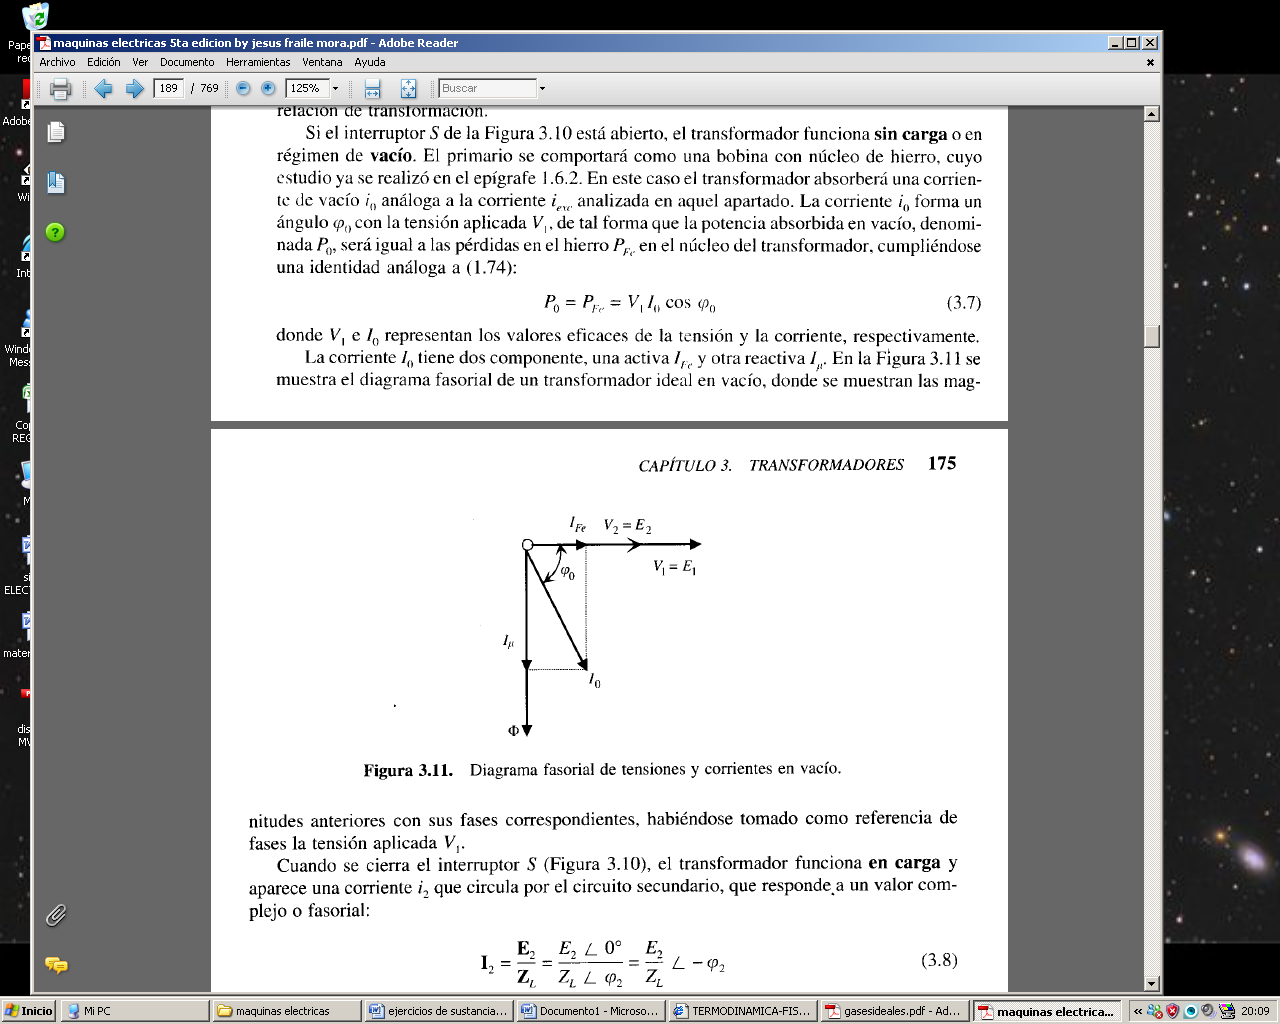 maquinas electricas 5ta edicion by jesus fraile mora.pdf - Adobe Reader
Archivo Edición Ver Documento Herramientas Ventana Ayuda
189 / 769 125% Buscar
relación de transformación.
Si el interruptor S de la Figura 3.10 está abierto, el transformador funciona sin carga o en
régimen de vacío. El primario se comportará como una bobina con núcleo de hierro, cuyo
estudio ya se realizó en el epígrafe 1.6.2. En este caso el transformador absorberá una corrien-
te de vacío i₀ análoga a la corriente iₑₓc analizada en aquel apartado. La corriente i₀ forma un
ángulo φ₀ con la tensión aplicada V₁, de tal forma que la potencia absorbida en vacío, denomi-
nada P₀, será igual a las pérdidas en el hierro P_Fe en el núcleo del transformador, cumpliéndose
una identidad análoga a (1.74):
P₀ = P_Fe = V₁ I₀ cos φ₀ (3.7)
donde V₁ e I₀ representan los valores eficaces de la tensión y la corriente, respectivamente.
La corriente I₀ tiene dos componente, una activa I_Fe y otra reactiva I_μ. En la Figura 3.11 se
muestra el diagrama fasorial de un transformador ideal en vacío, donde se muestran las mag-
CAPÍTULO 3. TRANSFORMADORES 175
I_Fe V₂ = E₂
V₁ = E₁
φ₀
I_μ
I₀
Φ
Figura 3.11. Diagrama fasorial de tensiones y corrientes en vacío.
nitudes anteriores con sus fases correspondientes, habiéndose tomado como referencia de
fases la tensión aplicada V₁.
Cuando se cierra el interruptor S (Figura 3.10), el transformador funciona en carga y
aparece una corriente i₂ que circula por el circuito secundario, que responde a un valor com-
plejo o fasorial:
I₂ = E₂/Z_L = E₂ ∠ 0°/Z_L ∠ φ₂ = E₂/Z_L ∠ − φ₂ (3.8)
Inicio Mi PC maquinas electricas ejercicios de sustancia... Documento1 - Microso... TERMODINAMICA-FIS... gasesideales.pdf - Ad... maquinas electrica... « 20:09